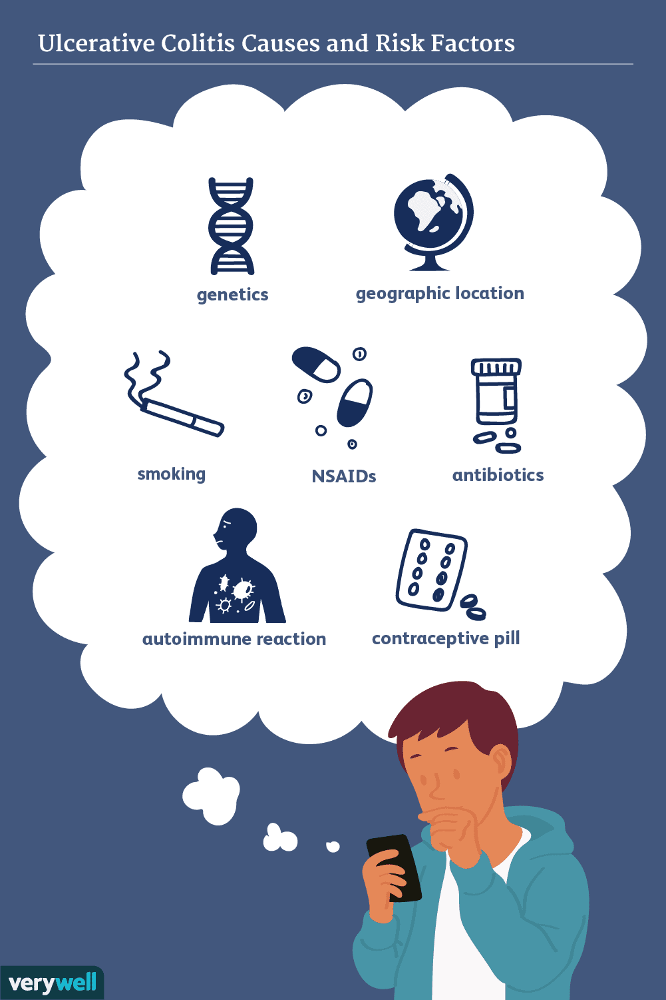 Ulcerative Colitis Causes and Risk Factors
genetics
geographic location
smoking
NSAIDs
antibiotics
autoimmune reaction
contraceptive pill
verywell